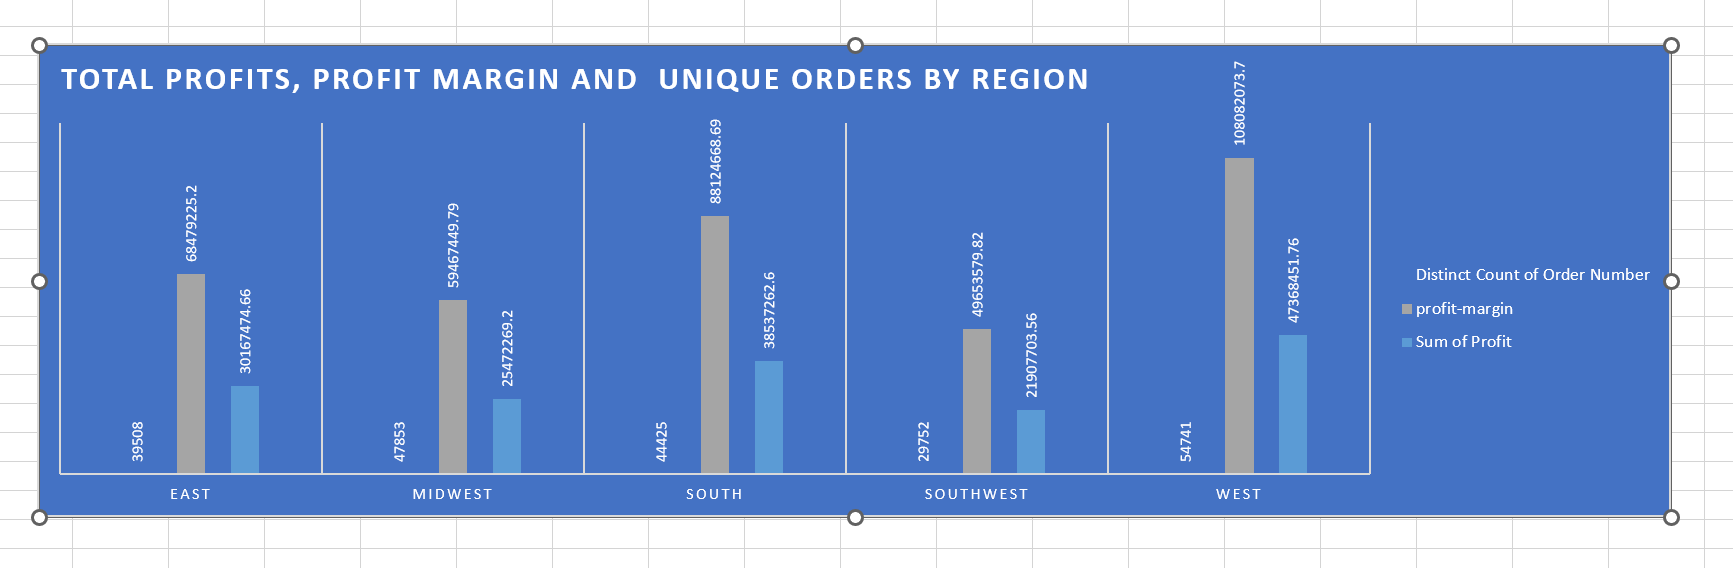 TOTAL PROFITS, PROFIT MARGIN AND  UNIQUE ORDERS BY REGION
39508
68479225.2
30167474.66
47853
59467449.79
25472269.2
44425
88124668.69
38537262.6
29752
49653579.82
21907703.56
54741
108082073.7
47368451.76
EAST
MIDWEST
SOUTH
SOUTHWEST
WEST
Distinct Count of Order Number
profit-margin
Sum of Profit